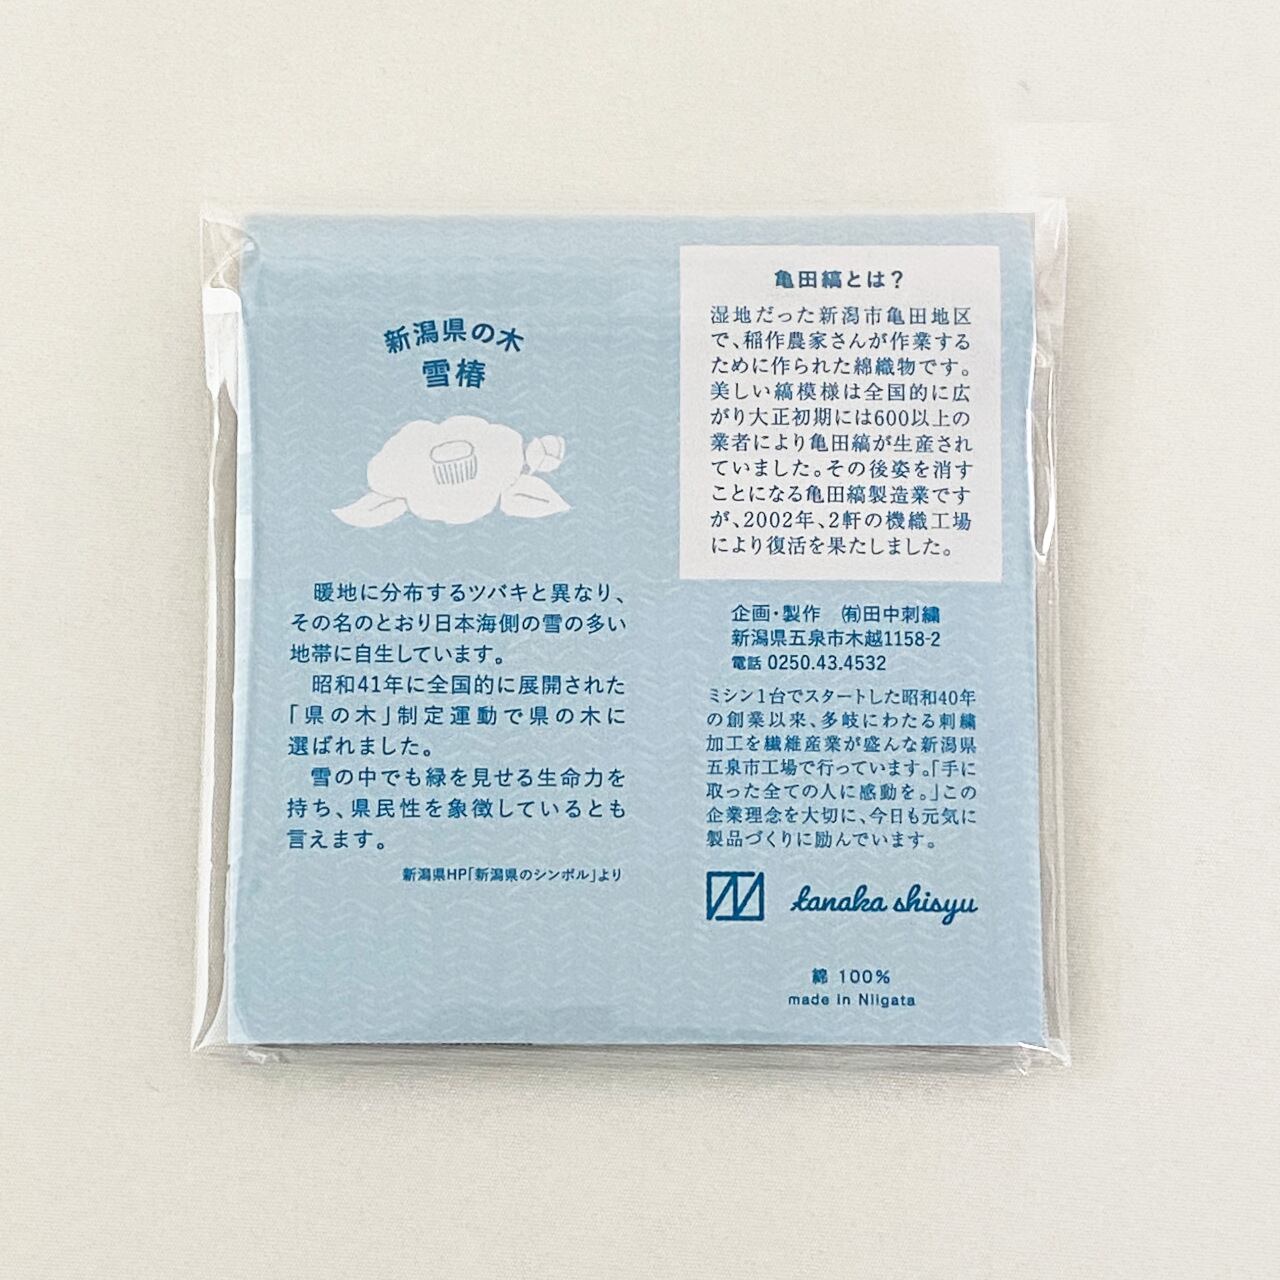 新潟県の木
雪椿
暖地に分布するツバキと異なり、
その名のとおり日本海側の雪の多い
地帯に自生しています。
昭和41年に全国的に展開された
「県の木」制定運動で県の木に
選ばれました。
雪の中でも緑を見せる生命力を
持ち、県民性を象徴しているとも
言えます。
新潟県HP「新潟県のシンボル」より
亀田縞とは？
湿地だった新潟市亀田地区
で、稲作農家さんが作業する
ために作られた綿織物です。
美しい縞模様は全国的に広
がり大正初期には600以上の
業者により亀田縞が生産され
ていました。その後姿を消す
ことになる亀田縞製造業です
が、2002年、2軒の機織工場
により復活を果たしました。
企画・製作　㈲田中刺繍
新潟県五泉市木越1158-2
電話 0250.43.4532
ミシン1台でスタートした昭和40年
の創業以来、多岐にわたる刺繍
加工を繊維産業が盛んな新潟県
五泉市工場で行っています。「手に
取った全ての人に感動を。」この
企業理念を大切に、今日も元気に
製品づくりに励んでいます。
tanaka shisyu
綿 100%
made in Niigata